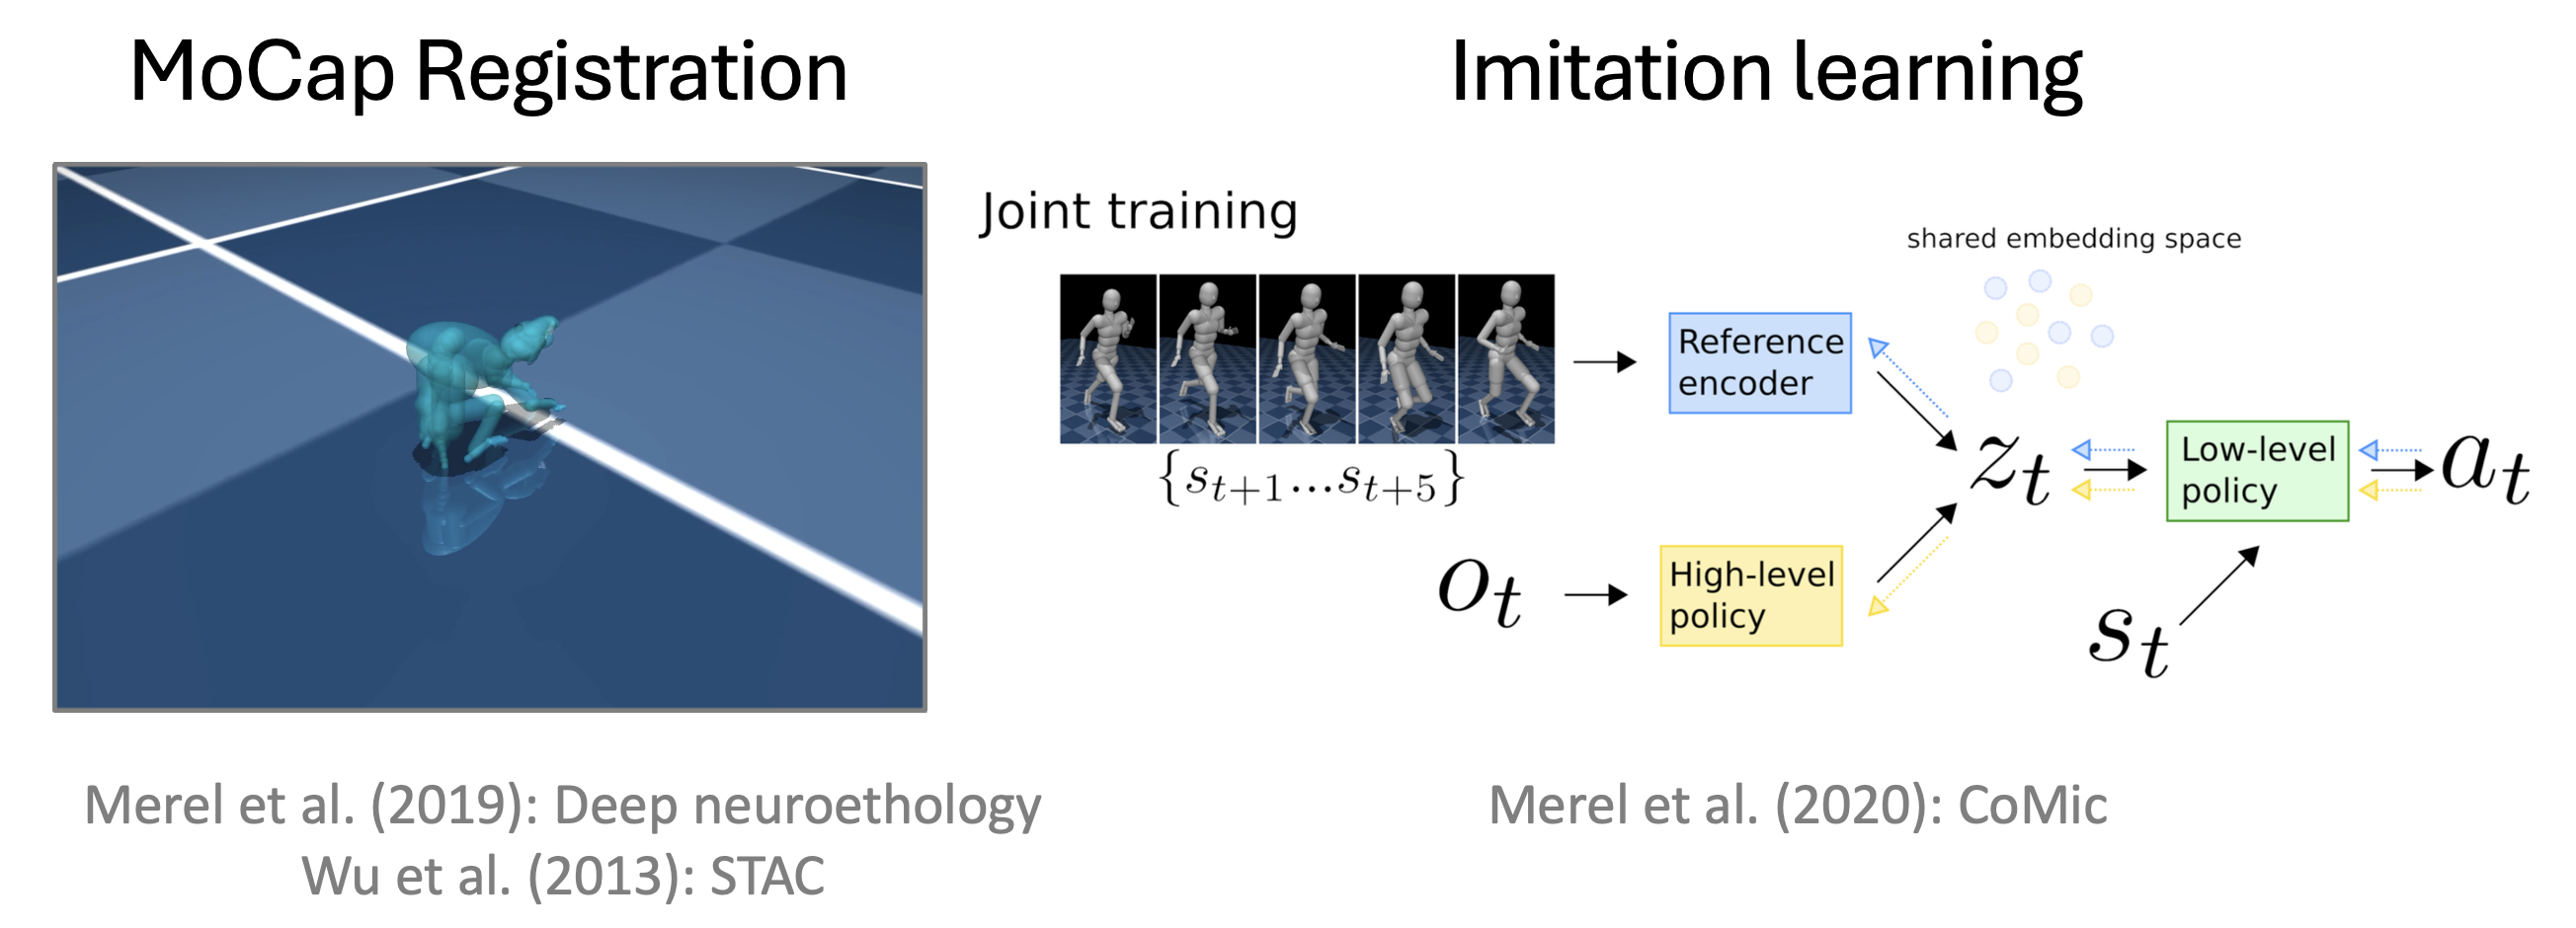 MoCap Registration
Imitation learning
Joint training
shared embedding space
Reference
encoder
{s_{t+1}...s_{t+5}}
z_t
Low-level
policy
a_t
o_t
High-level
policy
s_t
Merel et al. (2019): Deep neuroethology
Wu et al. (2013): STAC
Merel et al. (2020): CoMic